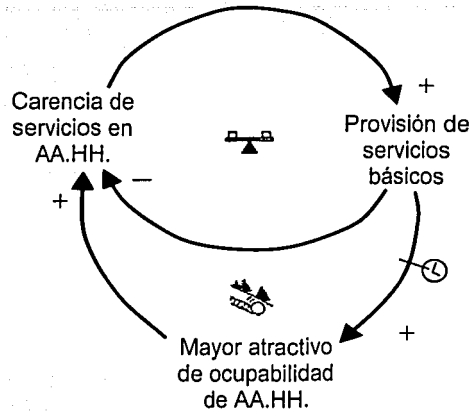 Carencia de
servicios en
AA.HH.
+
Provisión de
servicios
básicos
+
−
+
Mayor atractivo
de ocupabilidad
de AA.HH.